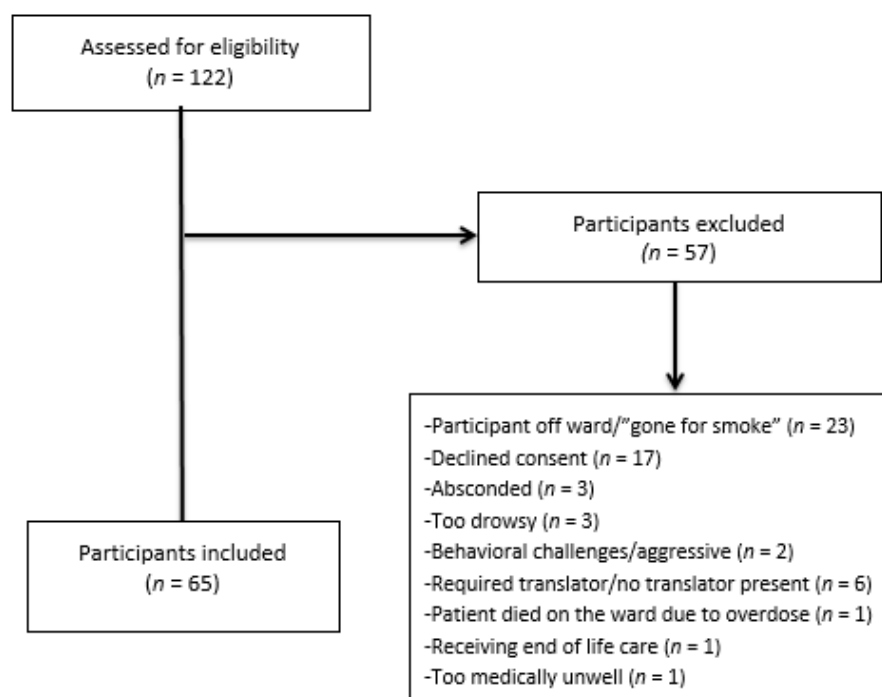 Assessed for eligibility
(n = 122)
Participants excluded
(n = 57)
-Participant off ward/”gone for smoke” (n = 23)
-Declined consent (n = 17)
-Absconded (n = 3)
-Too drowsy (n = 3)
-Behavioral challenges/aggressive (n = 2)
-Required translator/no translator present (n = 6)
-Patient died on the ward due to overdose (n = 1)
-Receiving end of life care (n = 1)
-Too medically unwell (n = 1)
Participants included
(n = 65)